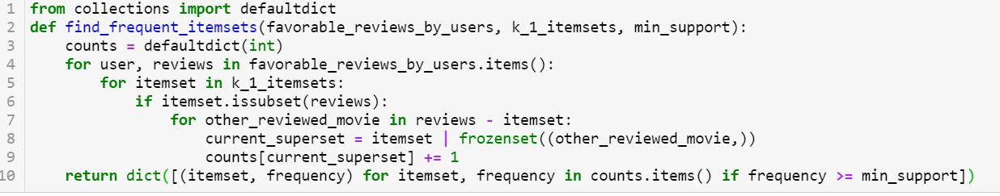 1 from collections import defaultdict
2 def find_frequent_itemsets(favorable_reviews_by_users, k_1_itemsets, min_support):
3     counts = defaultdict(int)
4     for user, reviews in favorable_reviews_by_users.items():
5         for itemset in k_1_itemsets:
6             if itemset.issubset(reviews):
7                 for other_reviewed_movie in reviews - itemset:
8                     current_superset = itemset | frozenset((other_reviewed_movie,))
9                     counts[current_superset] += 1
10     return dict([(itemset, frequency) for itemset, frequency in counts.items() if frequency >= min_support])